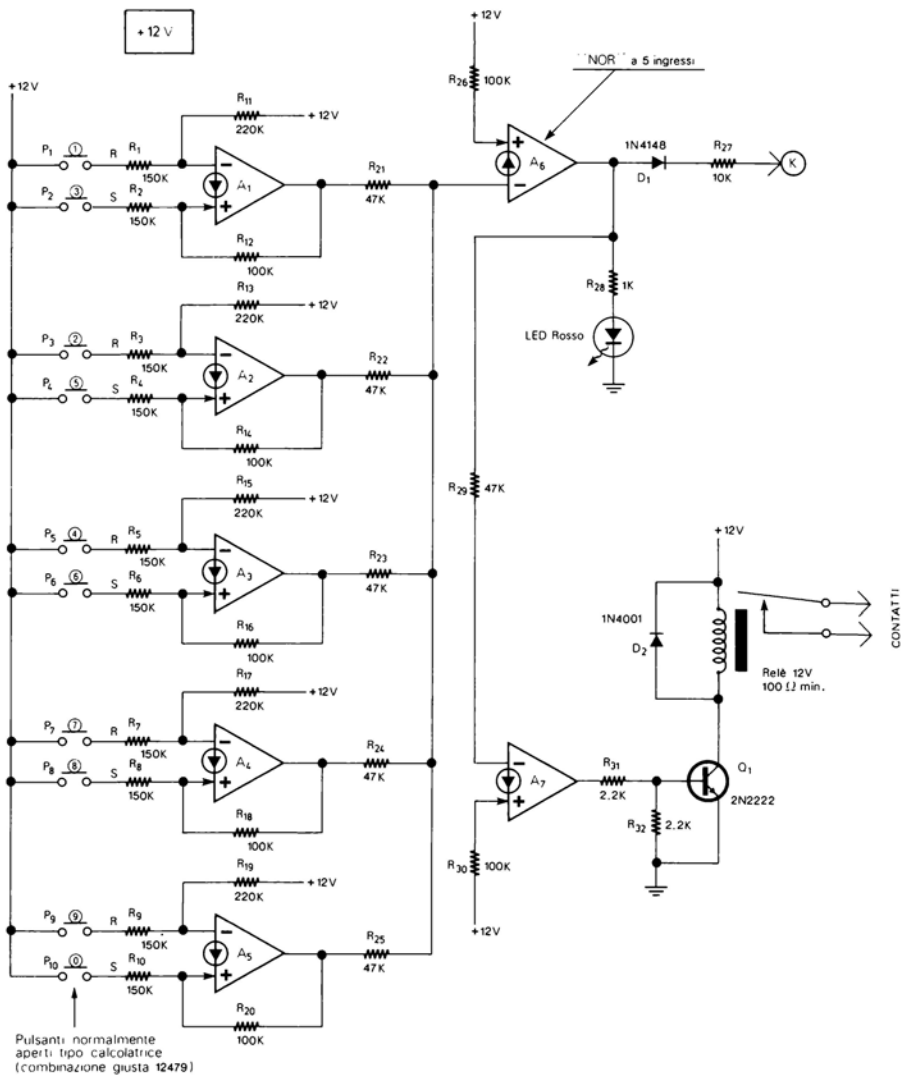 +12 V
+12V
P1 ① R R1 150K
P2 ③ S R2 150K
R11 220K +12V
A1
R12 100K
R21 47K
P3 ② R R3 150K
P4 ⑤ S R4 150K
R13 220K +12V
A2
R14 100K
R22 47K
P5 ④ R R5 150K
P6 ⑥ S R6 150K
R15 220K +12V
A3
R16 100K
R23 47K
P7 ⑦ R R7 150K
P8 ⑧ S R8 150K
R17 220K +12V
A4
R18 100K
R24 47K
P9 ⑨ R R9 150K
P10 ⓪ S R10 150K
R19 220K +12V
A5
R20 100K
R25 47K
Pulsanti normalmente
aperti tipo calcolatrice
(combinazione giusta 12479)
+12V
R26 100K
"NOR" a 5 ingressi
A6
1N4148
D1
R27
10K
K
R28 1K
LED Rosso
R29 47K
A7
R30 100K
+12V
R31
2.2K
R32 2.2K
Q1
2N2222
+12V
1N4001
D2
Relè 12V
100 Ω min.
CONTATTI